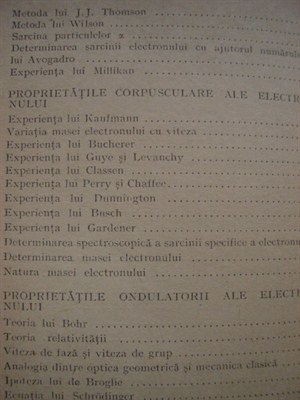 Metoda lui J.J. Thomson
Metoda lui Wilson
Sarcina particulelor a
Determinarea sarcinii electronului cu ajutorul
lui Avogadro
Experiența lui Millikan
PROPRIETĂȚILE CORPUSCULARE ALE ELECT
NULUI
Experiența lui Kaufmann
Variația masei electronului cu viteza
Experiența lui Bucherer
Experiența lui Guye și Levanchy
Experiența lui Classen
Experiența lui Perry și Chaffee
Experiența lui Dunnington
Experiența lui Busch
Experiența lui Gardener
Determinarea spectroscopică a sarcinii specifice a electronu
Determinarea masei electronului
Natura masei electronului
PROPRIETĂȚILE ONDULATORII ALE ELECT
NULUI
Teoria lui Bohr
Teoria relativității
Viteza de fază și viteza de grup
Analogia dintre optica geometrică și mecanica clasică
Ipoteza lui de Broglie
Ecuația lui Schrödinger